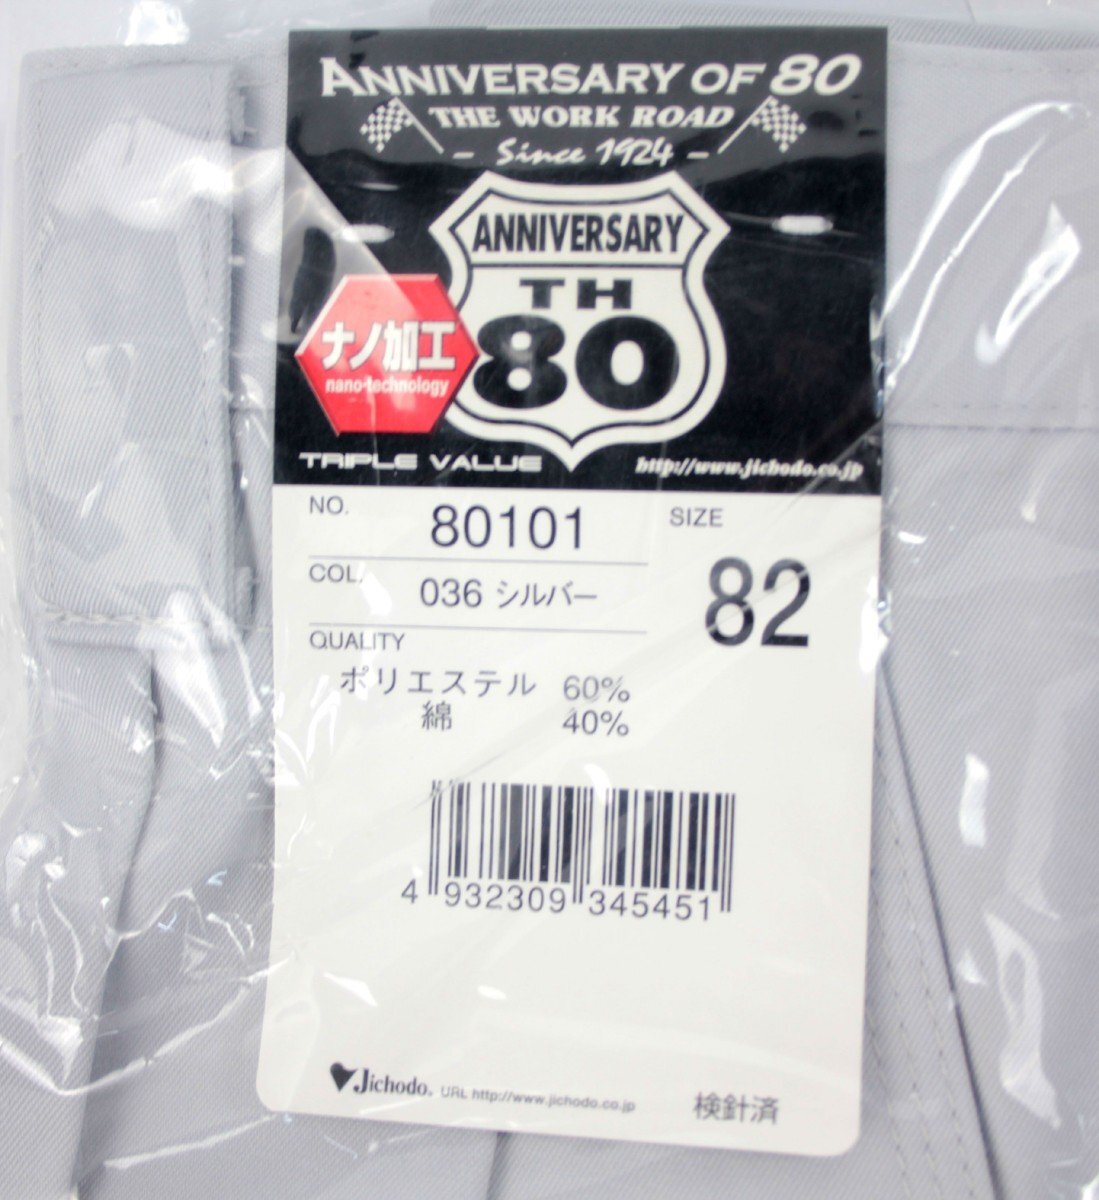 ANNIVERSARY OF 80
THE WORK ROAD
- Since 1924 -
ANNIVERSARY
TH
80
ナノ加工
nano-technology
TRIPLE VALUE
http://www.jichodo.co.jp
NO.
80101
SIZE
82
COL.
036 シルバー
QUALITY
ポリエステル 60%
綿 40%
4 932309 345451
Jichodo. URL http://www.jichodo.co.jp
検針済